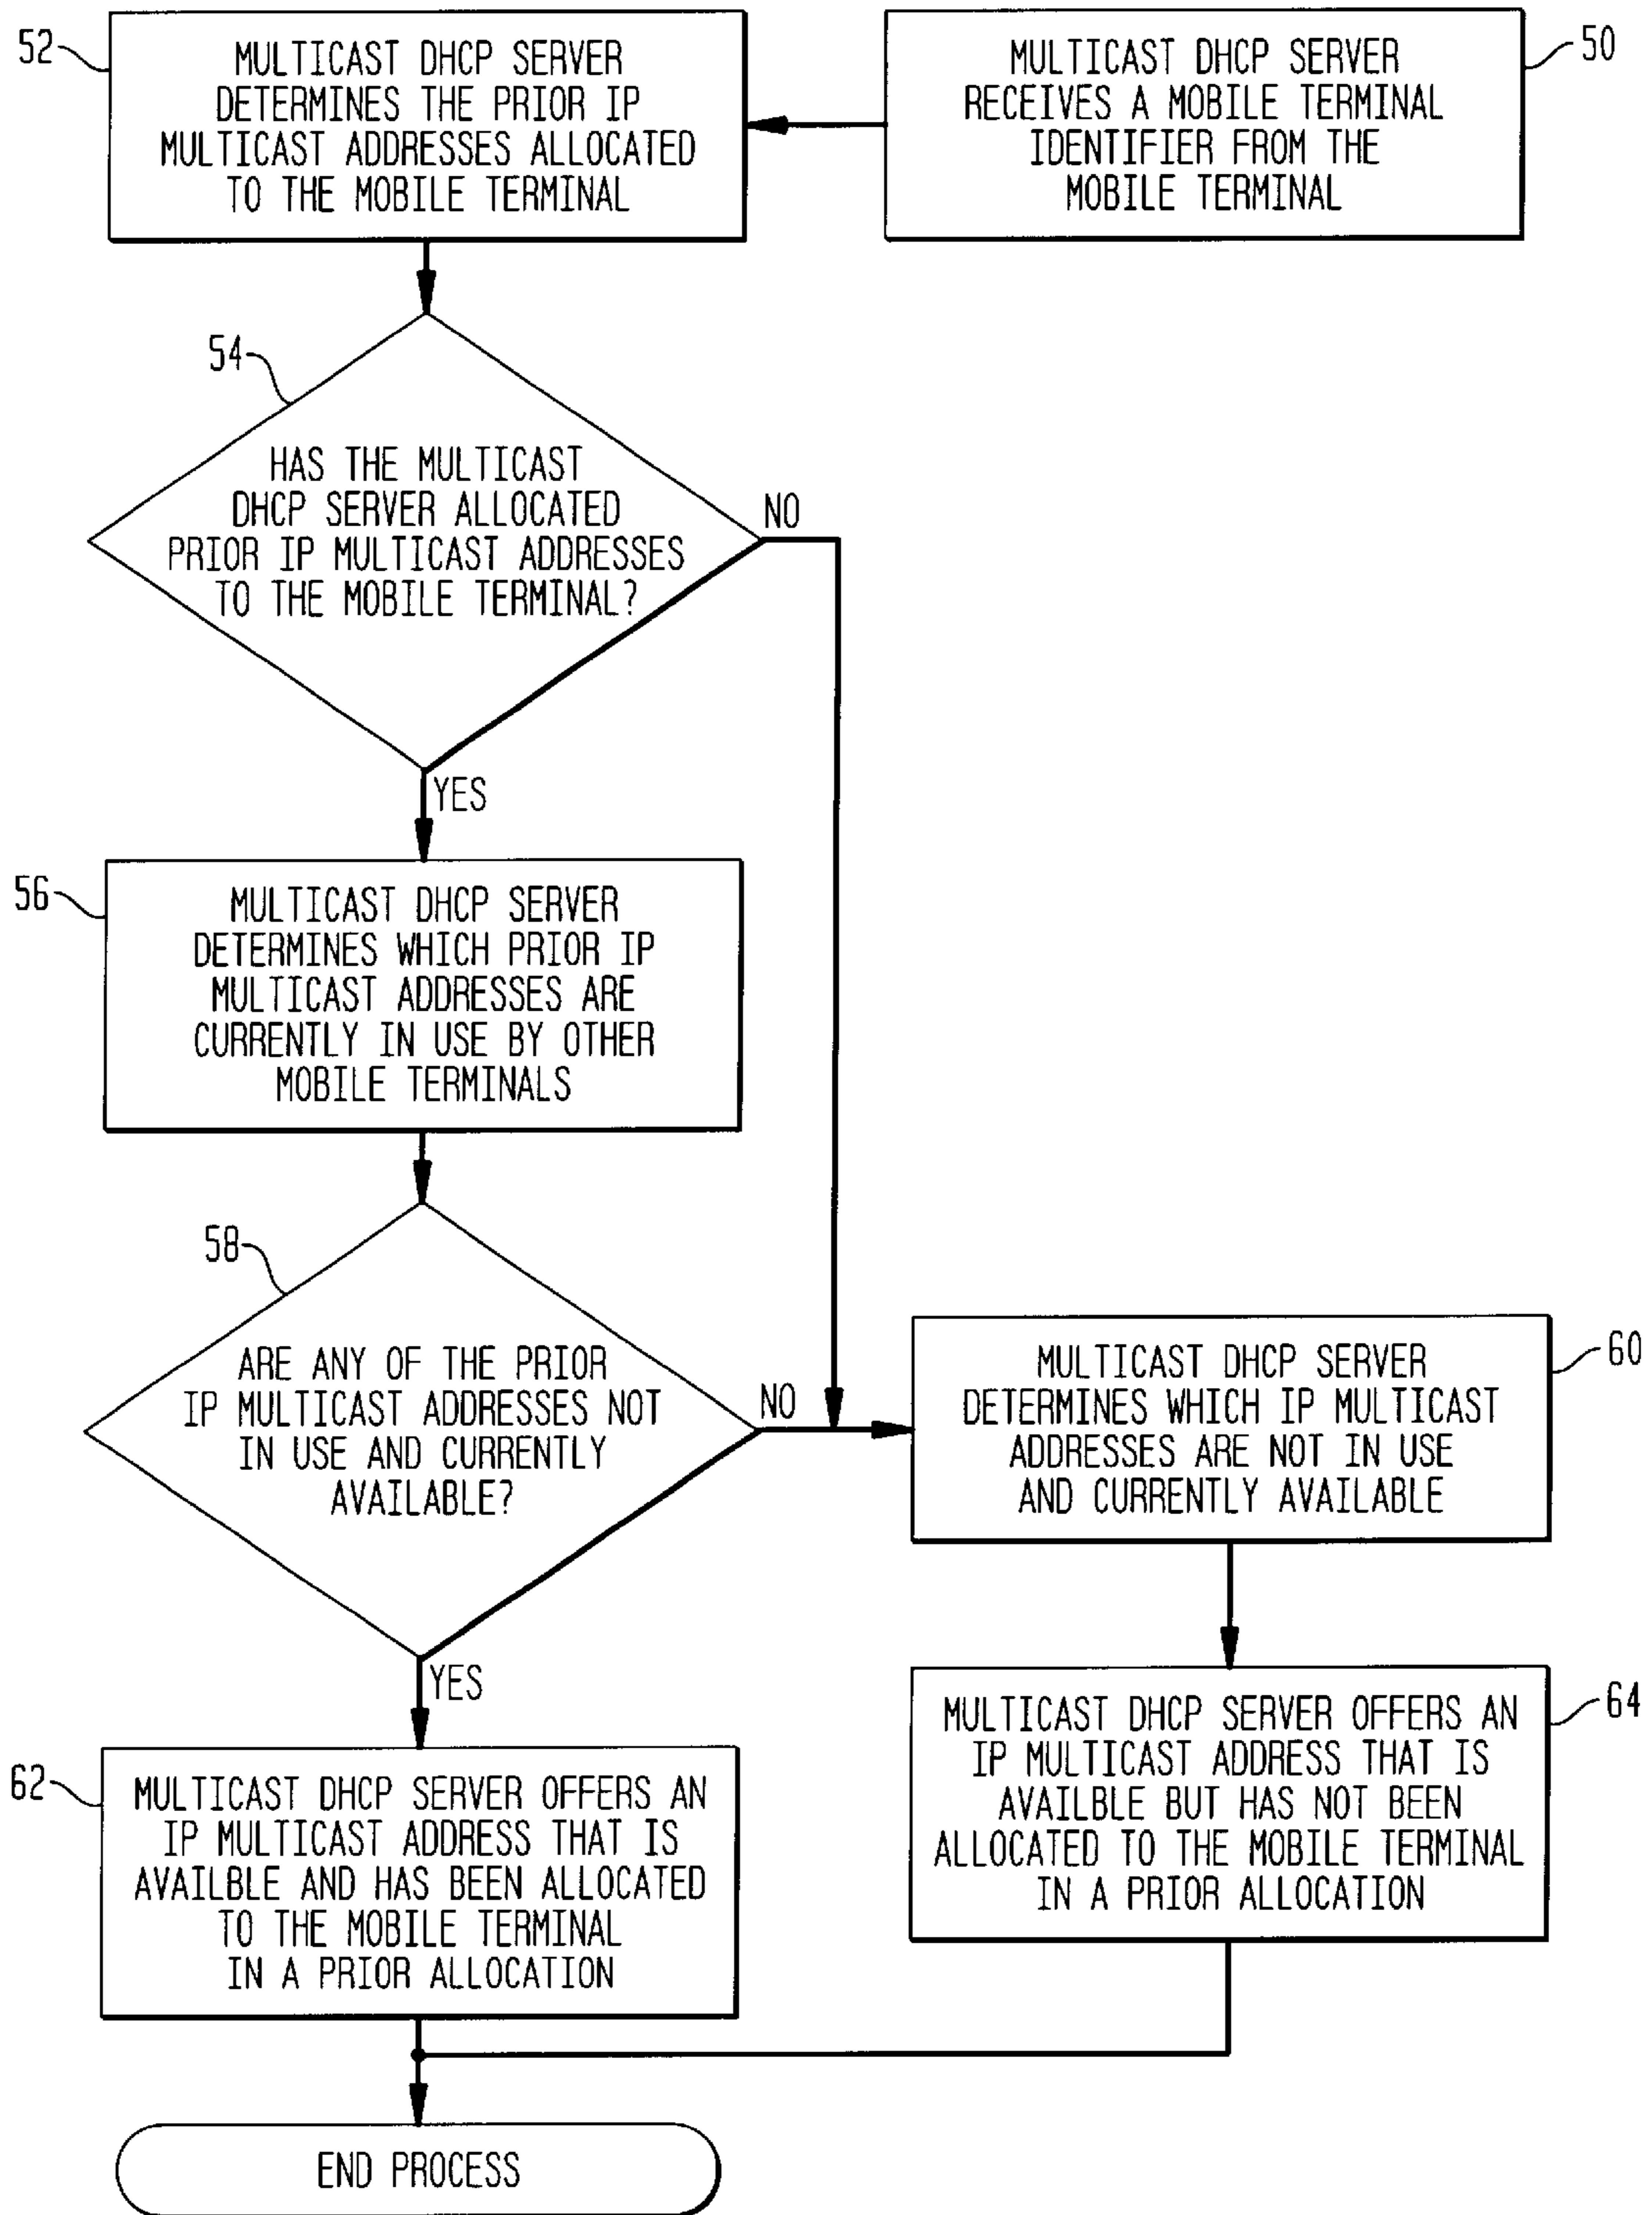 50
MULTICAST DHCP SERVER
RECEIVES A MOBILE TERMINAL
IDENTIFIER FROM THE
MOBILE TERMINAL
52
MULTICAST DHCP SERVER
DETERMINES THE PRIOR IP
MULTICAST ADDRESSES ALLOCATED
TO THE MOBILE TERMINAL
54
HAS THE MULTICAST
DHCP SERVER ALLOCATED
PRIOR IP MULTICAST ADDRESSES
TO THE MOBILE TERMINAL?
NO
YES
56
MULTICAST DHCP SERVER
DETERMINES WHICH PRIOR IP
MULTICAST ADDRESSES ARE
CURRENTLY IN USE BY OTHER
MOBILE TERMINALS
58
ARE ANY OF THE PRIOR
IP MULTICAST ADDRESSES NOT
IN USE AND CURRENTLY
AVAILABLE?
NO
YES
60
MULTICAST DHCP SERVER
DETERMINES WHICH IP MULTICAST
ADDRESSES ARE NOT IN USE
AND CURRENTLY AVAILABLE
62
MULTICAST DHCP SERVER OFFERS AN
IP MULTICAST ADDRESS THAT IS
AVAILBLE AND HAS BEEN ALLOCATED
TO THE MOBILE TERMINAL
IN A PRIOR ALLOCATION
64
MULTICAST DHCP SERVER OFFERS AN
IP MULTICAST ADDRESS THAT IS
AVAILBLE BUT HAS NOT BEEN
ALLOCATED TO THE MOBILE TERMINAL
IN A PRIOR ALLOCATION
END PROCESS